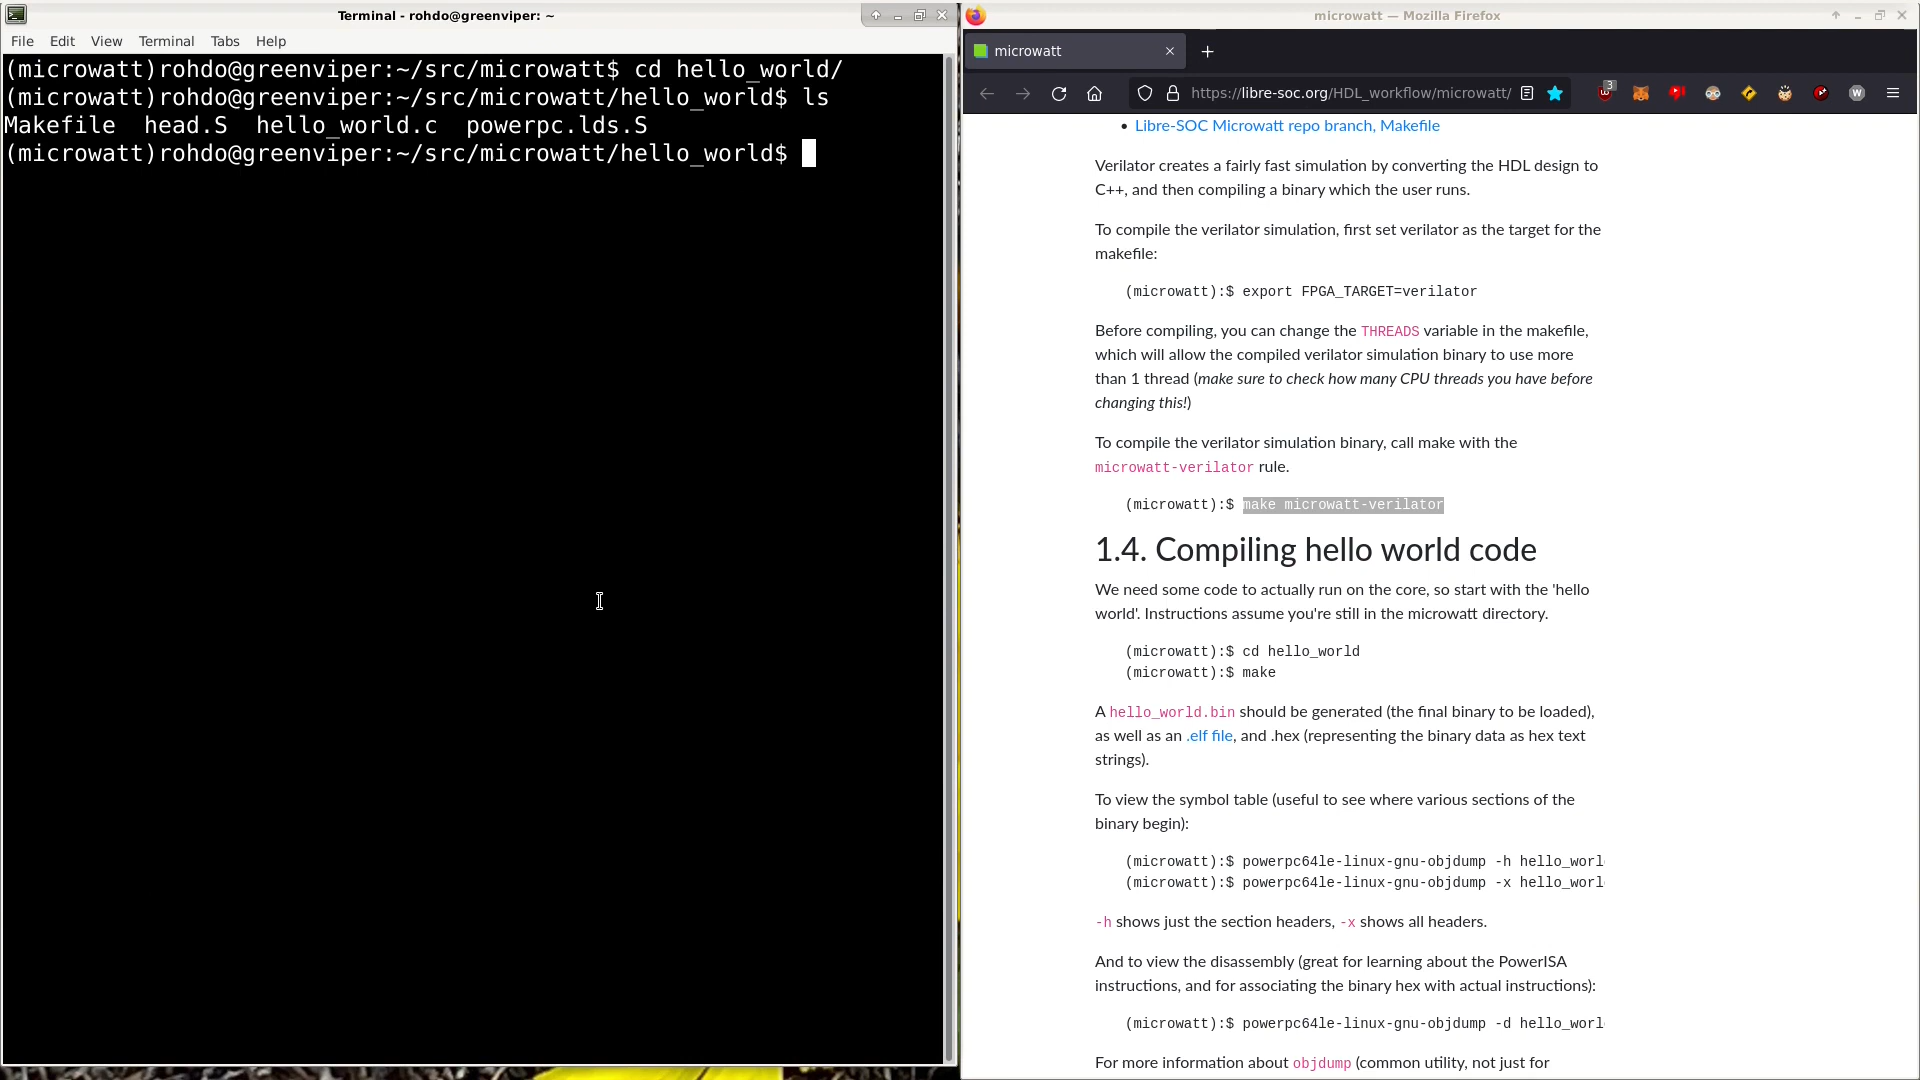 Terminal - rohdo@greenviper: ~
File Edit View Terminal Tabs Help
(microwatt)rohdo@greenviper:~/src/microwatt$ cd hello_world/
(microwatt)rohdo@greenviper:~/src/microwatt/hello_world$ ls
Makefile head.S hello_world.c powerpc.lds.S
(microwatt)rohdo@greenviper:~/src/microwatt/hello_world$
microwatt — Mozilla Firefox
microwatt
https://libre-soc.org/HDL_workflow/microwatt/
3
W
• Libre-SOC Microwatt repo branch, Makefile
Verilator creates a fairly fast simulation by converting the HDL design to
C++, and then compiling a binary which the user runs.
To compile the verilator simulation, first set verilator as the target for the
makefile:
(microwatt):$ export FPGA_TARGET=verilator
Before compiling, you can change the THREADS variable in the makefile,
which will allow the compiled verilator simulation binary to use more
than 1 thread (make sure to check how many CPU threads you have before
changing this!)
To compile the verilator simulation binary, call make with the
microwatt-verilator rule.
(microwatt):$ make microwatt-verilator
1.4. Compiling hello world code
We need some code to actually run on the core, so start with the 'hello
world'. Instructions assume you're still in the microwatt directory.
(microwatt):$ cd hello_world
(microwatt):$ make
A hello_world.bin should be generated (the final binary to be loaded),
as well as an .elf file, and .hex (representing the binary data as hex text
strings).
To view the symbol table (useful to see where various sections of the
binary begin):
(microwatt):$ powerpc64le-linux-gnu-objdump -h hello_worl
(microwatt):$ powerpc64le-linux-gnu-objdump -x hello_worl
-h shows just the section headers, -x shows all headers.
And to view the disassembly (great for learning about the PowerISA
instructions, and for associating the binary hex with actual instructions):
(microwatt):$ powerpc64le-linux-gnu-objdump -d hello_worl
For more information about objdump (common utility, not just for